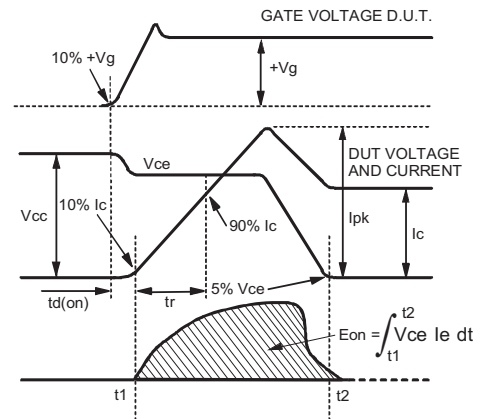 GATE VOLTAGE D.U.T.
10% +Vg
+Vg
Vce
DUT VOLTAGE
AND CURRENT
Vcc
10% Ic
90% Ic
Ipk
Ic
td(on)
tr
5% Vce
Eon = ∫ Vce Ie dt
t2
t1
t1
t2